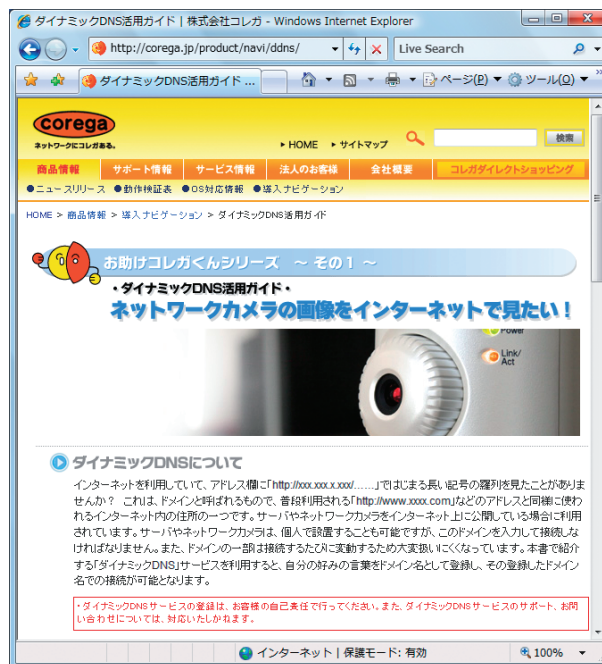 ダイナミックDNS活用ガイド | 株式会社コレガ - Windows Internet Explorer
http://corega.jp/product/navi/ddns/
Live Search
ダイナミックDNS活用ガイド ...
ページ(P)
ツール(O)
corega
ネットワークにコレガある。
HOME
サイトマップ
検索
商品情報 サポート情報 サービス情報 法人のお客様 会社概要 コレガダイレクトショッピング
●ニュースリリース ●動作検証表 ●OS対応情報 ●導入ナビゲーション
HOME > 商品情報 > 導入ナビゲーション > ダイナミックDNS活用ガイド
お助けコレガくんシリーズ ～ その1 ～
・ダイナミックDNS活用ガイド・
ネットワークカメラの画像をインターネットで見たい！
Power
Link/
Act
ダイナミックDNSについて
インターネットを利用していて、アドレス欄に「http://xxx.xxx.x.xxx/......」ではじまる長い記号の羅列を見たことがありま
せんか？ これは、ドメインと呼ばれるもので、普段利用される「http://www.xxxx.com」などのアドレスと同様に使わ
れるインターネット内の住所の一つです。サーバやネットワークカメラをインターネット上に公開している場合に利用
されています。サーバやネットワークカメラは、個人で設置することも可能ですが、このドメインを入力して接続しな
ければなりません。また、ドメインの一部は接続するたびに変動するため大変扱いにくくなっています。本書で紹介
する「ダイナミックDNS」サービスを利用すると、自分の好みの言葉をドメイン名として登録し、その登録したドメイン
名での接続が可能となります。
・ダイナミックDNSサービスの登録は、お客様の自己責任で行ってください。また、ダイナミックDNSサービスのサポート、お問
い合わせについては、対応いたしかねます。
インターネット | 保護モード: 有効
100%